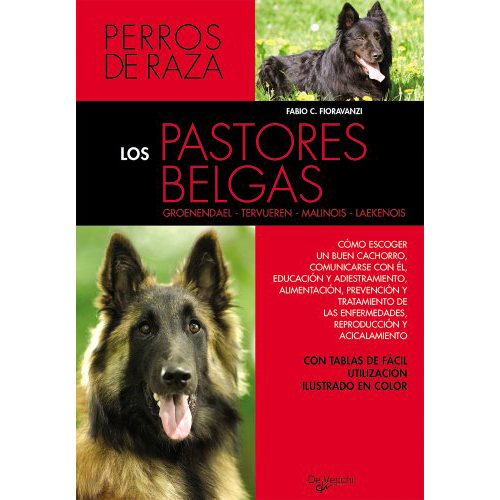 PERROS
DE RAZA
FABIO C. FIORAVANZI
LOS PASTORES
BELGAS
GROENENDAEL - TERVUEREN - MALINOIS - LAEKENOIS
CÓMO ESCOGER
UN BUEN CACHORRO,
COMUNICARSE CON ÉL,
EDUCACIÓN Y ADIESTRAMIENTO,
ALIMENTACIÓN, PREVENCIÓN Y
TRATAMIENTO DE
LAS ENFERMEDADES,
REPRODUCCIÓN Y
ACICALAMIENTO
CON TABLAS DE FÁCIL
UTILIZACIÓN
ILUSTRADO EN COLOR
De Vecchi